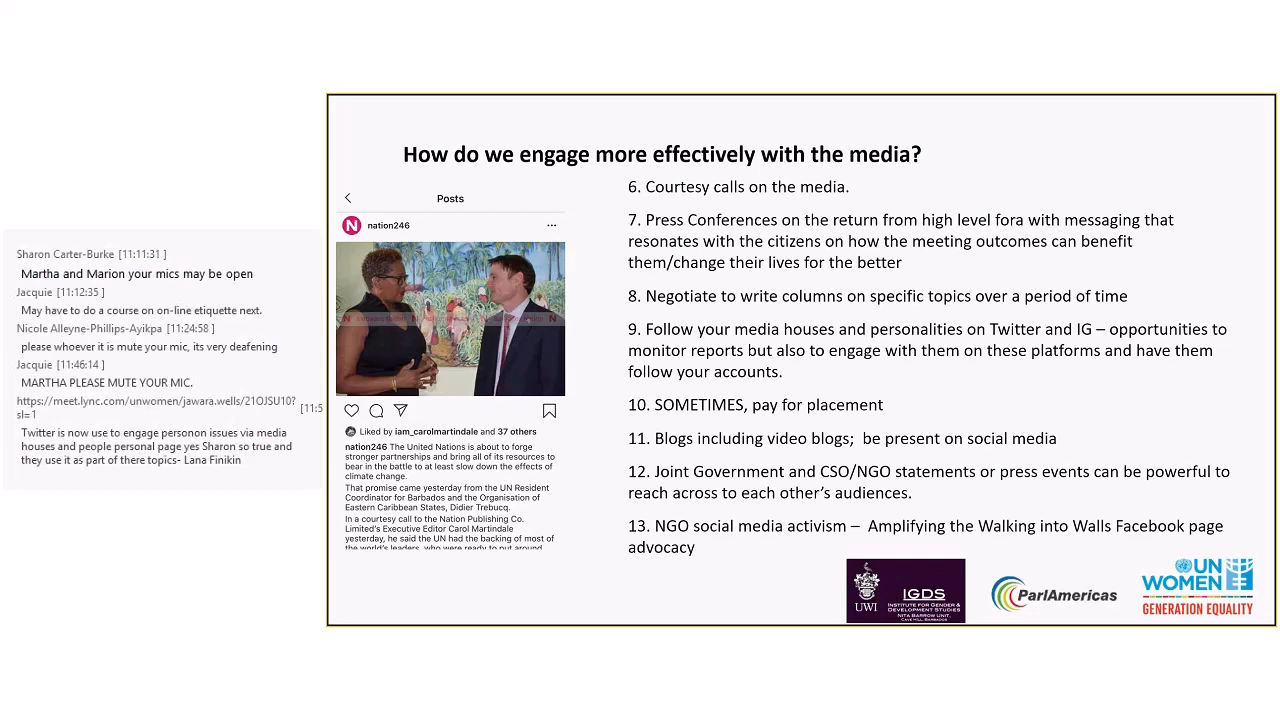 Sharon Carter-Burke [11:11:31 ]
Martha and Marion your mics may be open
Jacquie [11:12:35 ]
May have to do a course on on-line etiquette next.
Nicole Alleyne-Phillips-Ayikpa [11:24:58 ]
please whoever it is mute your mic, its very deafening
Jacquie [11:46:14 ]
MARTHA PLEASE MUTE YOUR MIC.
https://meet.lync.com/unwomen/jawara.wells/21OJSU10?
sl=1 [11:5
Twitter is now use to engage personon issues via media
houses and people personal page yes Sharon so true and
they use it as part of there topics- Lana Finikin
How do we engage more effectively with the media?
Posts
N nation246
Liked by iam_carolmartindale and 37 others
nation246 The United Nations is about to forge
stronger partnerships and bring all of its resources to
bear in the battle to at least slow down the effects of
climate change.
That promise came yesterday from the UN Resident
Coordinator for Barbados and the Organisation of
Eastern Caribbean States, Didier Trebucq.
In a courtesy call to the Nation Publishing Co.
Limited's Executive Editor Carol Martindale
yesterday, he said the UN had the backing of most of
the world's leaders, who were ready to put around
6. Courtesy calls on the media.
7. Press Conferences on the return from high level fora with messaging that
resonates with the citizens on how the meeting outcomes can benefit
them/change their lives for the better
8. Negotiate to write columns on specific topics over a period of time
9. Follow your media houses and personalities on Twitter and IG – opportunities to
monitor reports but also to engage with them on these platforms and have them
follow your accounts.
10. SOMETIMES, pay for placement
11. Blogs including video blogs;  be present on social media
12. Joint Government and CSO/NGO statements or press events can be powerful to
reach across to each other's audiences.
13. NGO social media activism –  Amplifying the Walking into Walls Facebook page
advocacy
UWI
IGDS
INSTITUTE FOR GENDER &
DEVELOPMENT STUDIES
NITA BARROW UNIT,
CAVE HILL, BARBADOS
ParlAmericas
UN
WOMEN
GENERATION EQUALITY